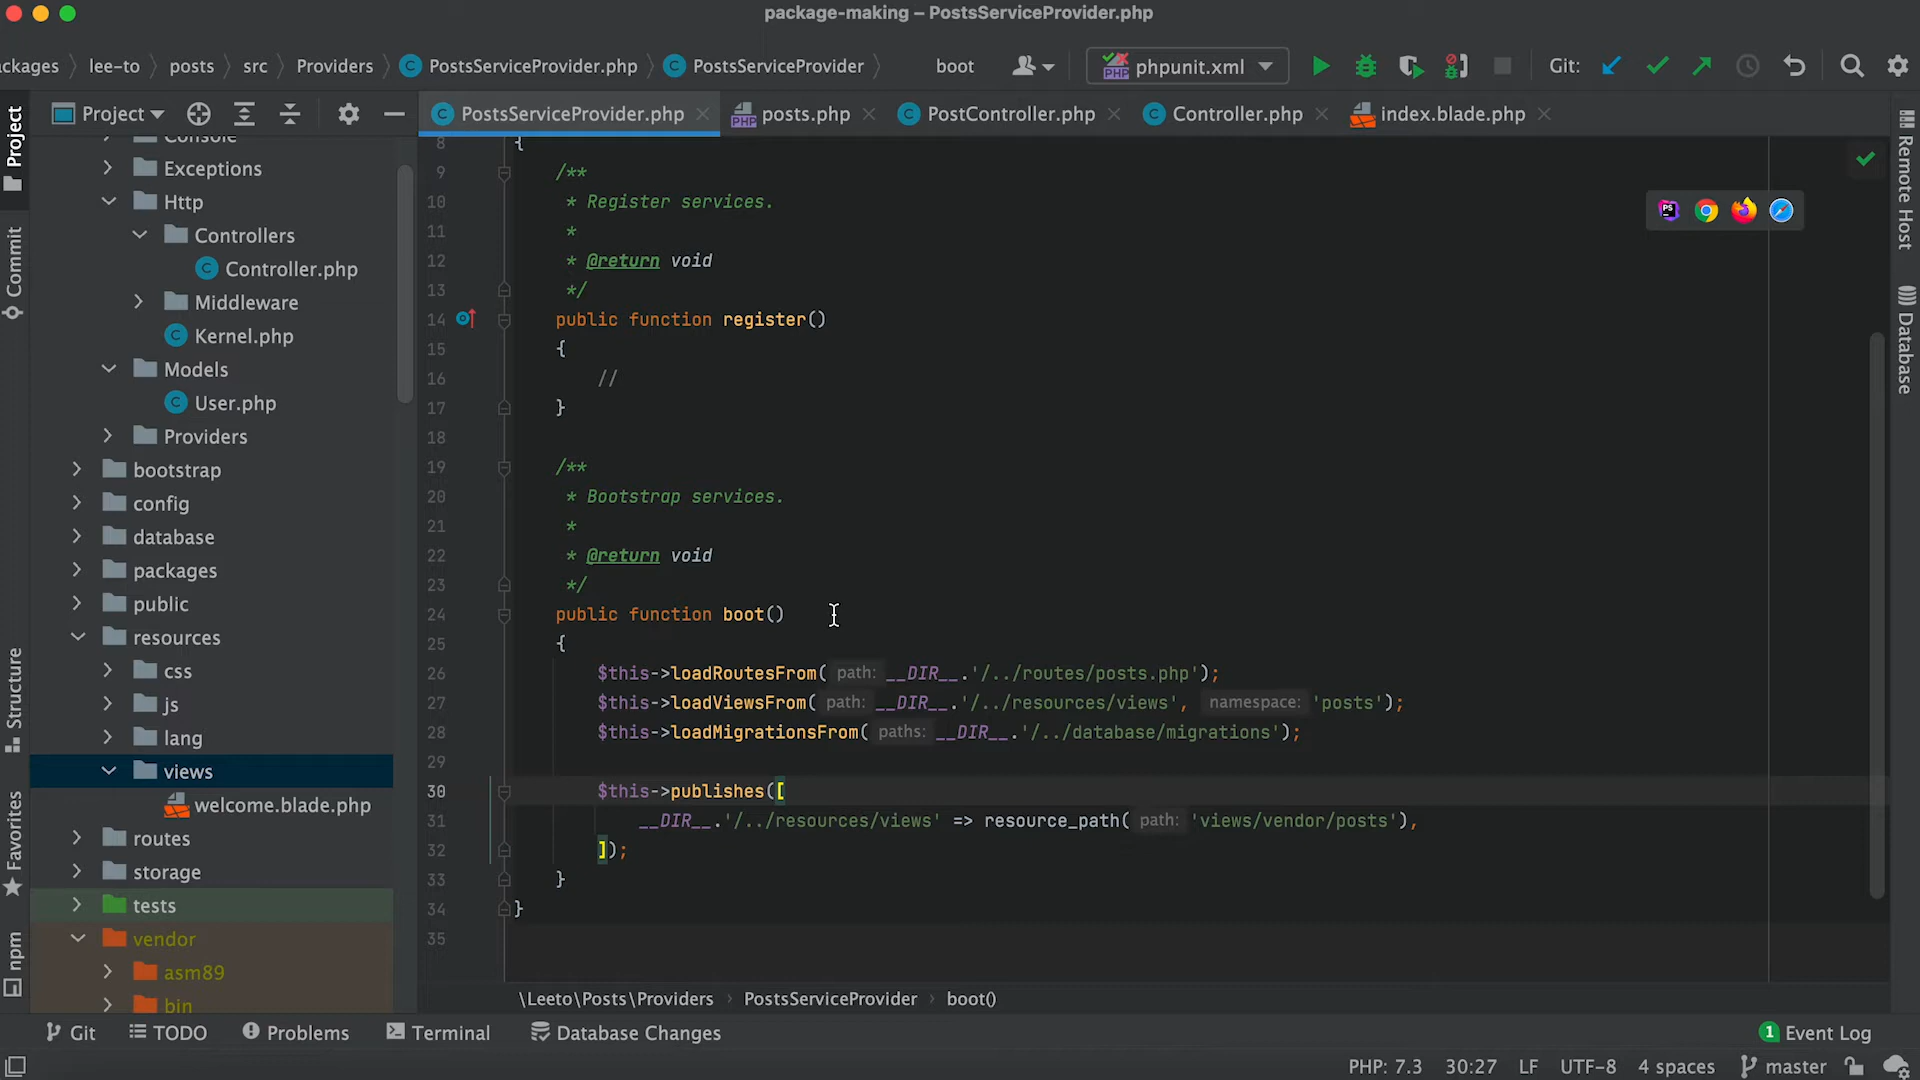 package-making – PostsServiceProvider.php
ckages
lee-to
posts
src
Providers
PostsServiceProvider.php
PostsServiceProvider
boot
phpunit.xml
Git:
Project
PostsServiceProvider.php
posts.php
PostController.php
Controller.php
index.blade.php
Project
Commit
Structure
Favorites
npm
Console
Exceptions
Http
Controllers
Controller.php
Middleware
Kernel.php
Models
User.php
Providers
bootstrap
config
database
packages
public
resources
css
js
lang
views
welcome.blade.php
routes
storage
tests
vendor
asm89
bin
8 {
9 /**
10 * Register services.
11 *
12 * @return void
13 */
14 public function register()
15 {
16 //
17 }
18
19 /**
20 * Bootstrap services.
21 *
22 * @return void
23 */
24 public function boot()
25 {
26 $this->loadRoutesFrom( path: __DIR__.'/../routes/posts.php');
27 $this->loadViewsFrom( path: __DIR__.'/../resources/views', namespace: 'posts');
28 $this->loadMigrationsFrom( paths: __DIR__.'/../database/migrations');
29
30 $this->publishes([
31 __DIR__.'/../resources/views' => resource_path( path: 'views/vendor/posts'),
32 ]);
33 }
34 }
35
Remote Host
Database
\Leeto\Posts\Providers
PostsServiceProvider
boot()
Git
TODO
Problems
Terminal
Database Changes
1 Event Log
PHP: 7.3
30:27
LF
UTF-8
4 spaces
master